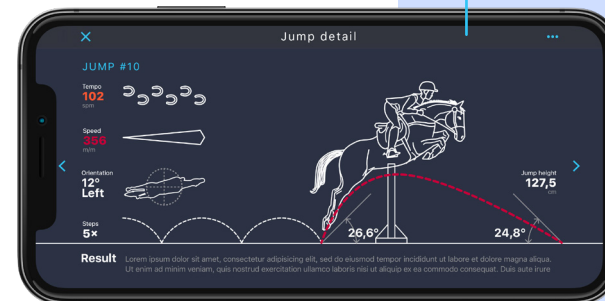 Jump detail
JUMP #10
Tempo
102
spm
Speed
356
m/m
Orientation
12°
Left
Steps
5×
26,6°
24,8°
Jump height
127,5
cm
Result
Lorem ipsum dolor sit amet, consectetur adipisicing elit, sed do eiusmod tempor incididunt ut labore et dolore magna aliqua.
Ut enim ad minim veniam, quis nostrud exercitation ullamco laboris nisi ut aliquip ex ea commodo consequat. Duis aute irure